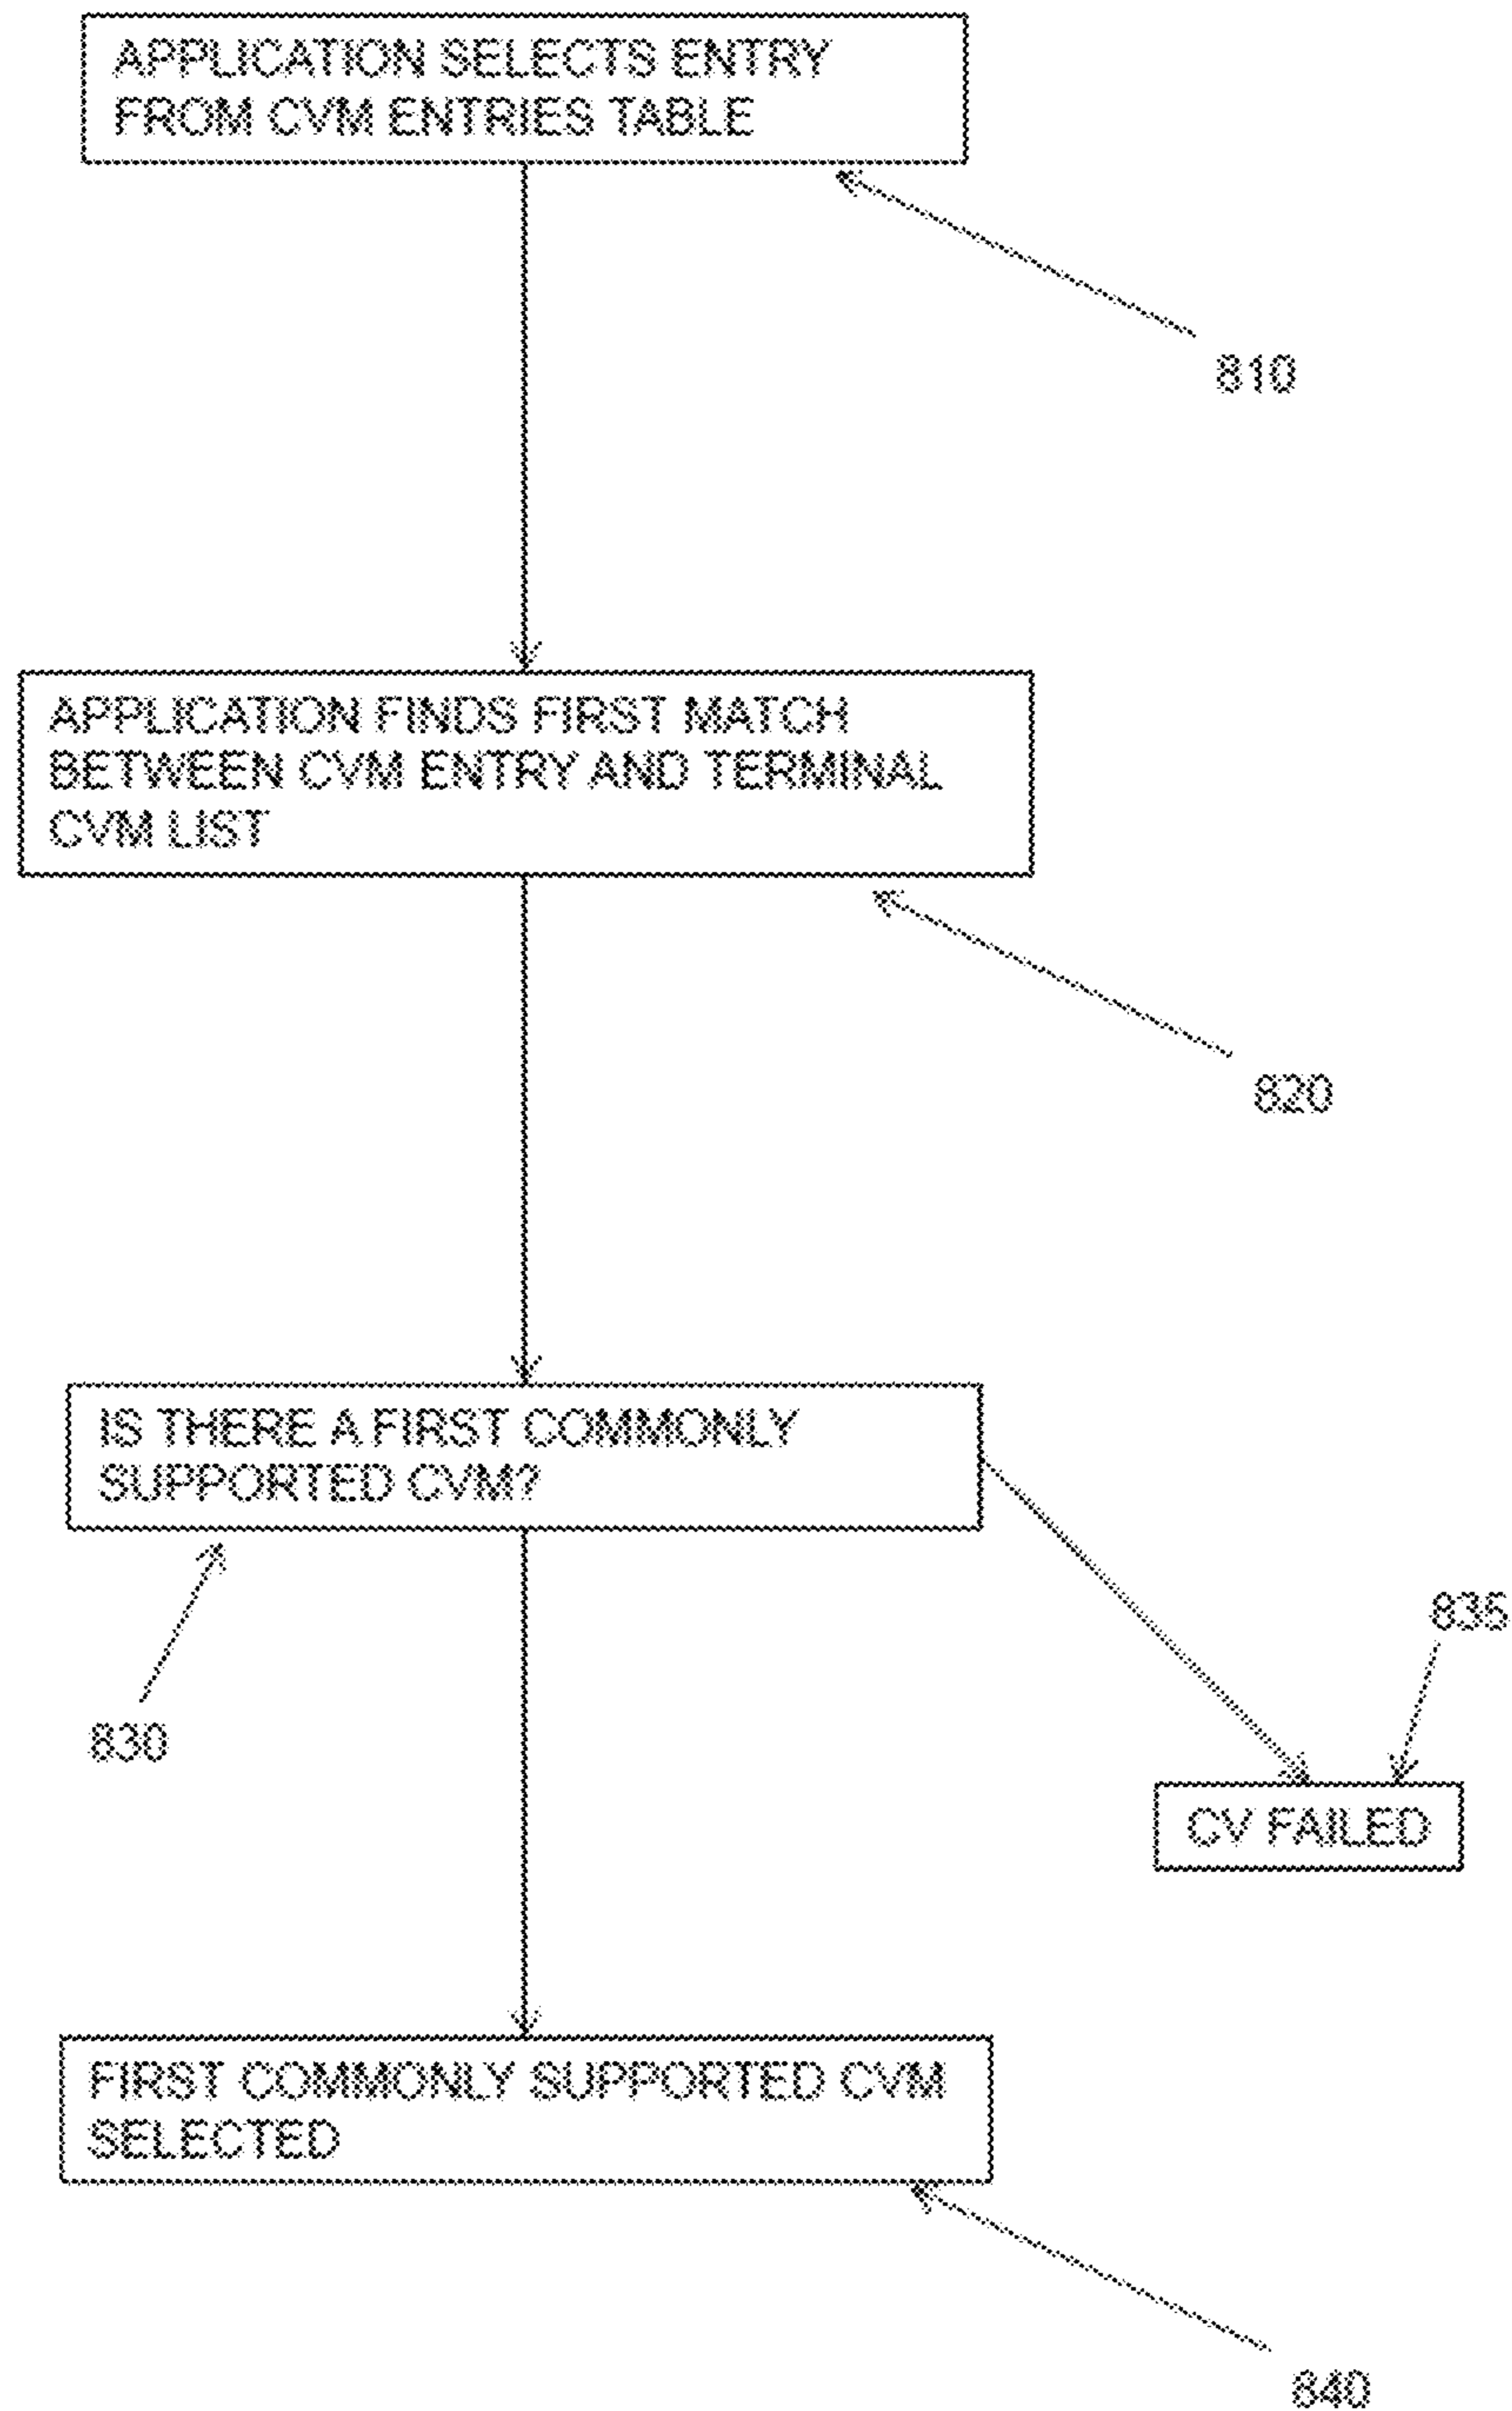 APPLICATION SELECTS ENTRY
FROM CVM ENTRIES TABLE
810
APPLICATION FINDS FIRST MATCH
BETWEEN CVM ENTRY AND TERMINAL
CVM LIST
820
IS THERE A FIRST COMMONLY
SUPPORTED CVM?
835
830
CV FAILED
FIRST COMMONLY SUPPORTED CVM
SELECTED
840